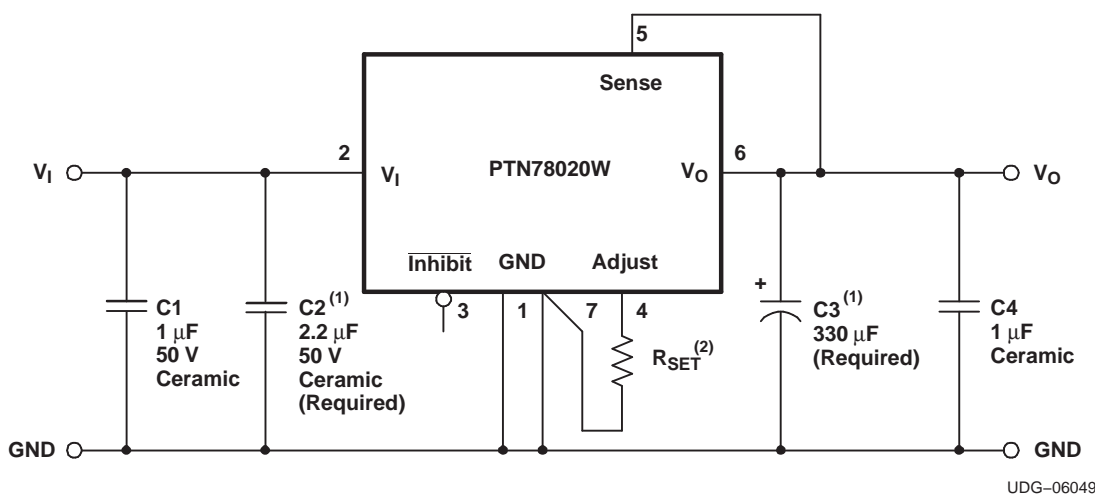 5
Sense
2
PTN78020W
6
V_I
V_I
V_O
V_O
Inhibit
GND
Adjust
3
1
7
4
C1
1 μF
50 V
Ceramic
C2(1)
2.2 μF
50 V
Ceramic
(Required)
R_SET(2)
+
C3(1)
330 μF
(Required)
C4
1 μF
Ceramic
GND
GND
UDG–06049